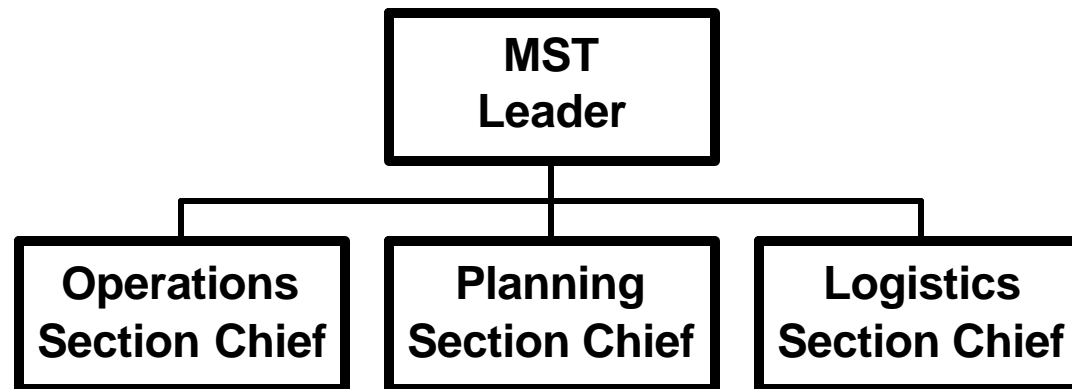 MST
Leader
Operations
Section Chief
Planning
Section Chief
Logistics
Section Chief